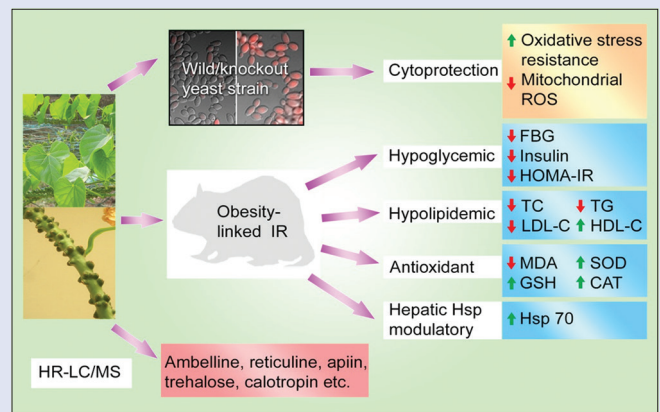 Wild/knockout
yeast strain
Cytoprotection
Oxidative stress
resistance
Mitochondrial
ROS
Obesity-
linked IR
Hypoglycemic
FBG
Insulin
HOMA-IR
Hypolipidemic
TC TG
LDL-C HDL-C
Antioxidant
MDA SOD
GSH CAT
Hepatic Hsp
modulatory
Hsp 70
HR-LC/MS
Ambelline, reticuline, apiin,
trehalose, calotropin etc.